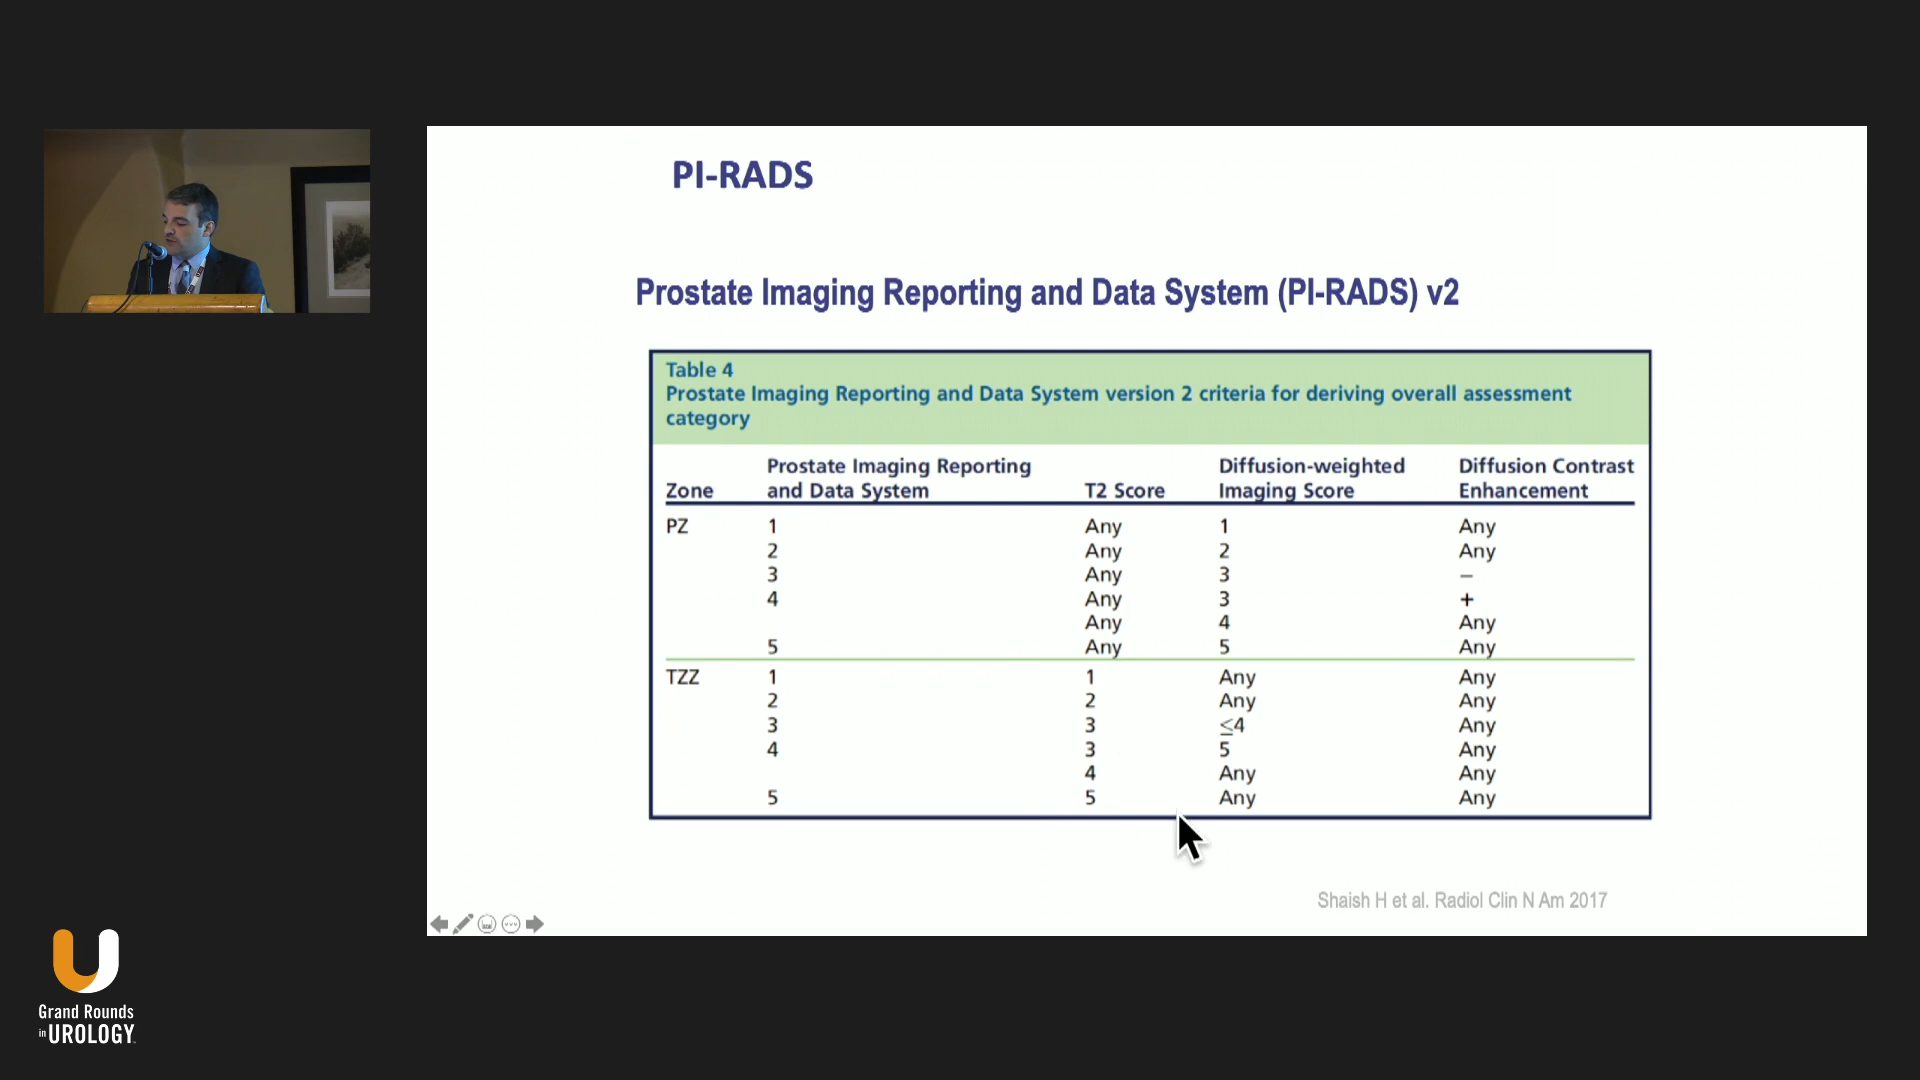 PI-RADS
Prostate Imaging Reporting and Data System (PI-RADS) v2
Table 4
Prostate Imaging Reporting and Data System version 2 criteria for deriving overall assessment
category
Zone Prostate Imaging Reporting and Data System T2 Score Diffusion-weighted Imaging Score Diffusion Contrast Enhancement
PZ 1 Any 1 Any
2 Any 2 Any
3 Any 3 –
4 Any 3 +
Any 4 Any
5 Any 5 Any
TZZ 1 1 Any Any
2 2 Any Any
3 3 ≤4 Any
4 3 5 Any
4 Any Any
5 5 Any Any
Shaish H et al. Radiol Clin N Am 2017
Grand Rounds
in UROLOGY